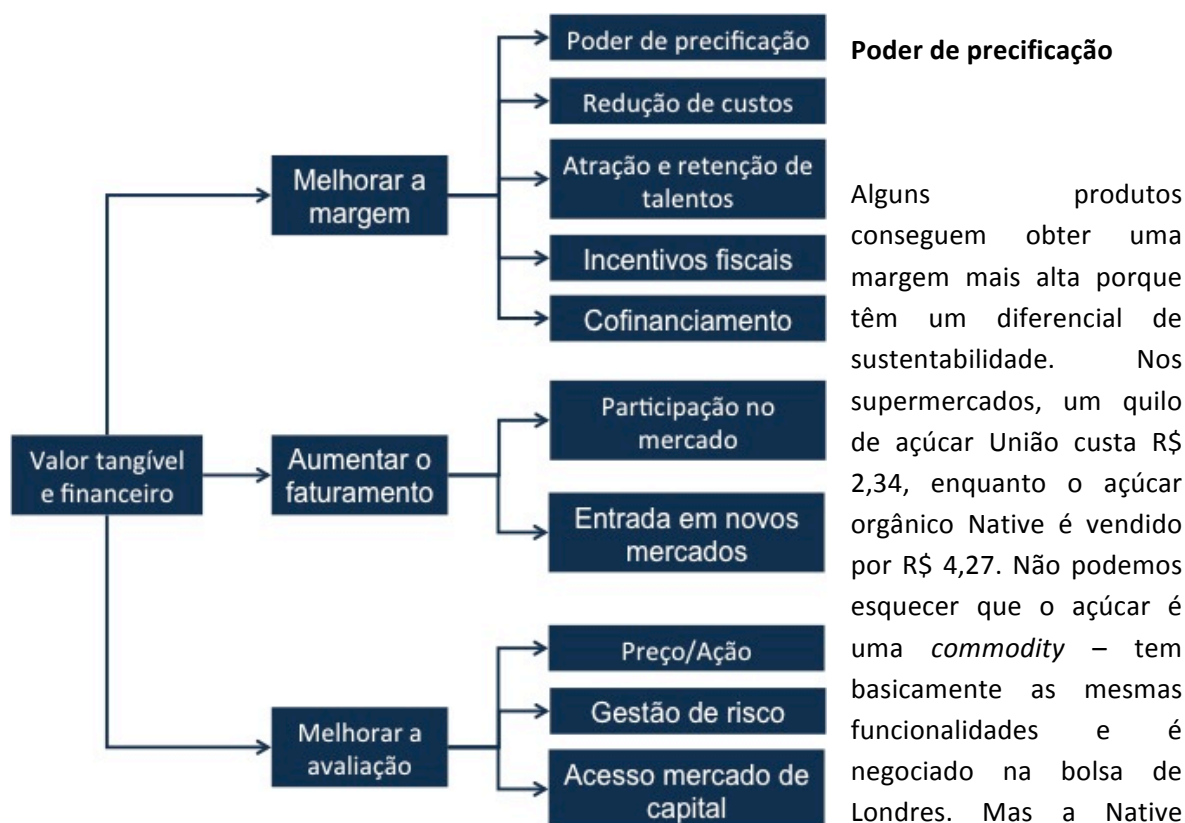 Valor tangível
e financeiro
Melhorar a
margem
Poder de precificação
Redução de custos
Atração e retenção de
talentos
Incentivos fiscais
Cofinanciamento
Aumentar o
faturamento
Participação no
mercado
Entrada em novos
mercados
Melhorar a
avaliação
Preço/Ação
Gestão de risco
Acesso mercado de
capital
Poder de precificação
Alguns produtos
conseguem obter uma
margem mais alta porque
têm um diferencial de
sustentabilidade. Nos
supermercados, um quilo
de açúcar União custa R$
2,34, enquanto o açúcar
orgânico Native é vendido
por R$ 4,27. Não podemos
esquecer que o açúcar é
uma commodity – tem
basicamente as mesmas
funcionalidades e é
negociado na bolsa de
Londres. Mas a Native